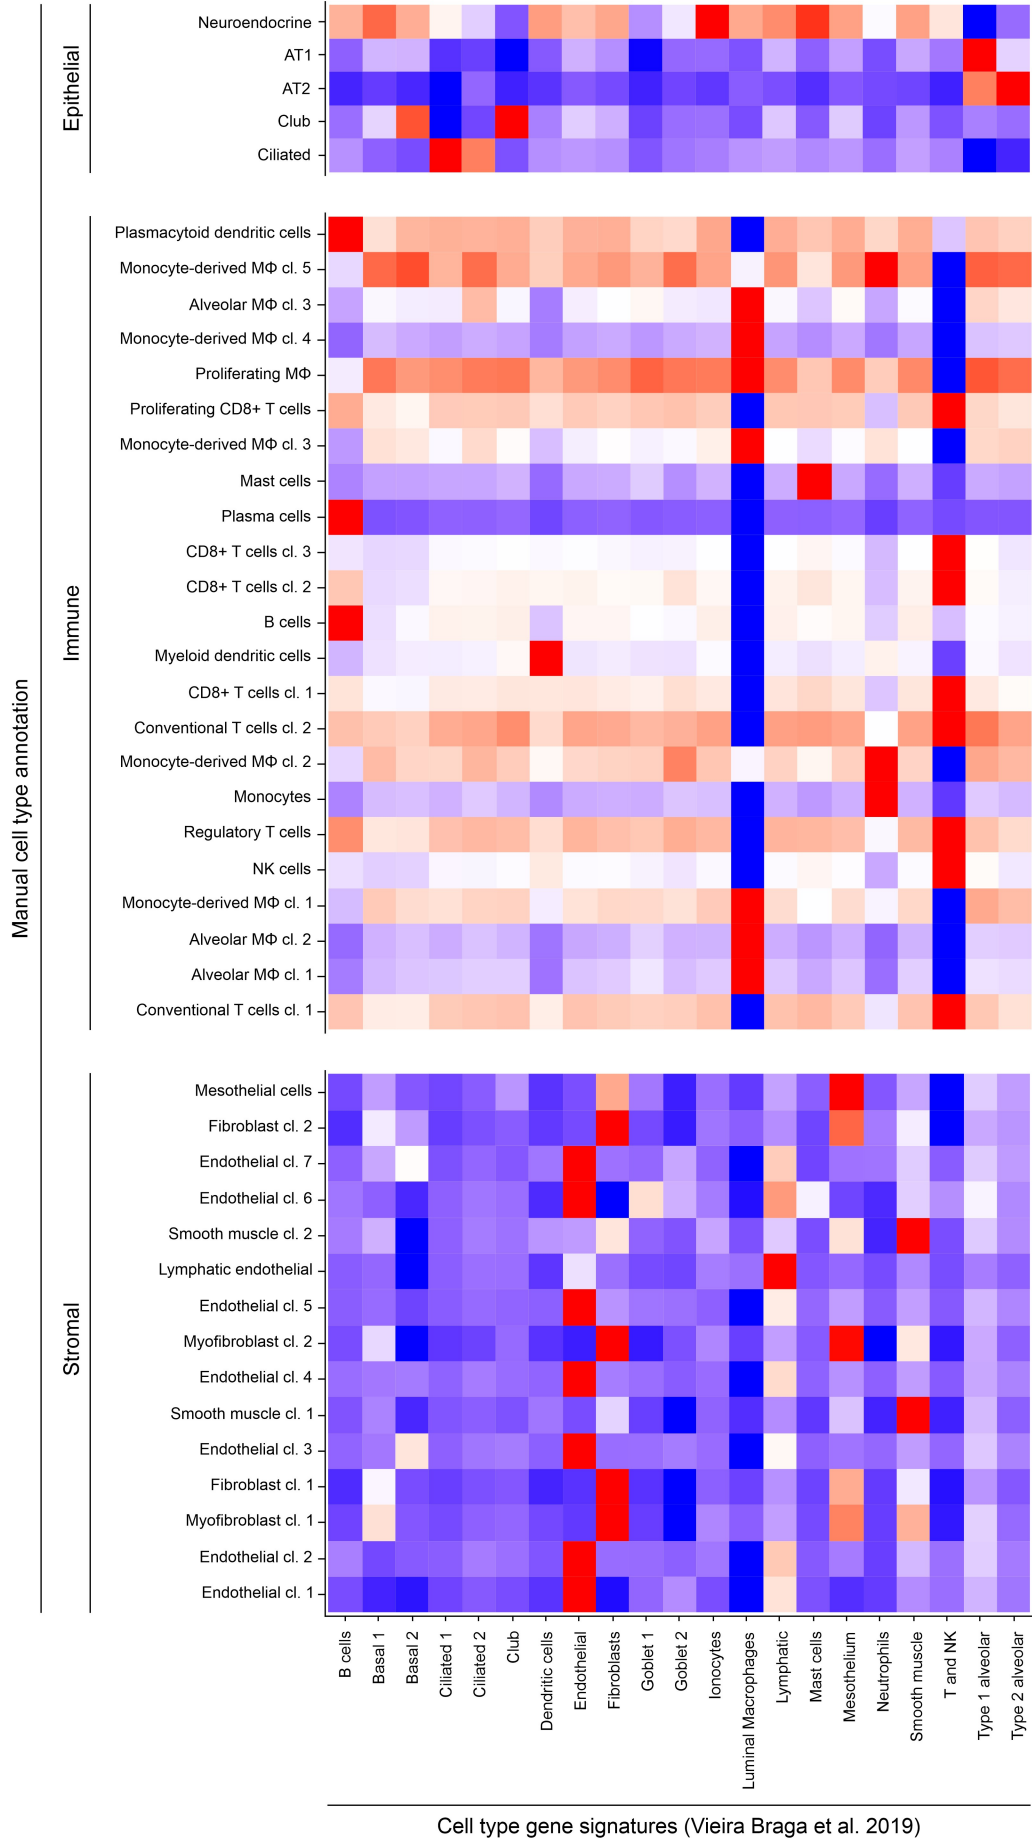 Manual cell type annotation
Epithelial
Neuroendocrine
AT1
AT2
Club
Ciliated
Immune
Plasmacytoid dendritic cells
Monocyte-derived MΦ cl. 5
Alveolar MΦ cl. 3
Monocyte-derived MΦ cl. 4
Proliferating MΦ
Proliferating CD8+ T cells
Monocyte-derived MΦ cl. 3
Mast cells
Plasma cells
CD8+ T cells cl. 3
CD8+ T cells cl. 2
B cells
Myeloid dendritic cells
CD8+ T cells cl. 1
Conventional T cells cl. 2
Monocyte-derived MΦ cl. 2
Monocytes
Regulatory T cells
NK cells
Monocyte-derived MΦ cl. 1
Alveolar MΦ cl. 2
Alveolar MΦ cl. 1
Conventional T cells cl. 1
Stromal
Mesothelial cells
Fibroblast cl. 2
Endothelial cl. 7
Endothelial cl. 6
Smooth muscle cl. 2
Lymphatic endothelial
Endothelial cl. 5
Myofibroblast cl. 2
Endothelial cl. 4
Smooth muscle cl. 1
Endothelial cl. 3
Fibroblast cl. 1
Myofibroblast cl. 1
Endothelial cl. 2
Endothelial cl. 1
B cells
Basal 1
Basal 2
Ciliated 1
Ciliated 2
Club
Dendritic cells
Endothelial
Fibroblasts
Goblet 1
Goblet 2
Ionocytes
Luminal Macrophages
Lymphatic
Mast cells
Mesothelium
Neutrophils
Smooth muscle
T and NK
Type 1 alveolar
Type 2 alveolar
Cell type gene signatures (Vieira Braga et al. 2019)